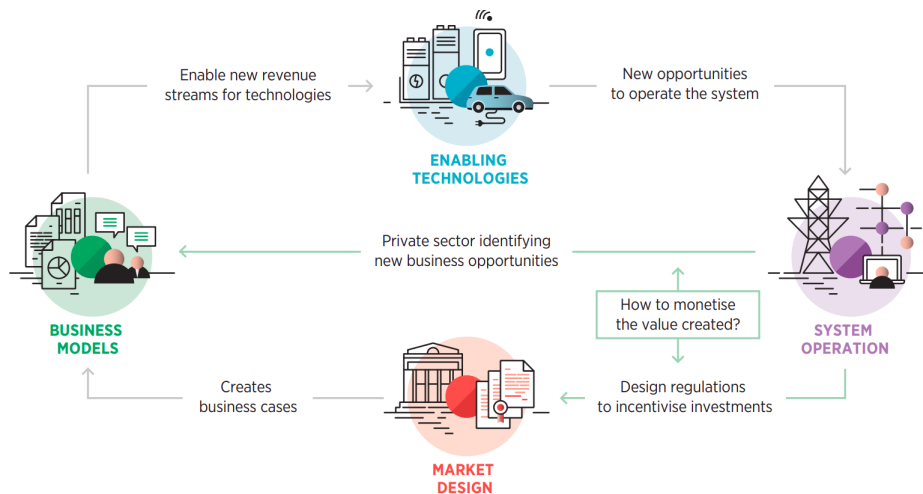 Enable new revenue
streams for technologies
New opportunities
to operate the system
ENABLING
TECHNOLOGIES
Private sector identifying
new business opportunities
How to monetise
the value created?
BUSINESS
MODELS
SYSTEM
OPERATION
Creates
business cases
Design regulations
to incentivise investments
MARKET
DESIGN